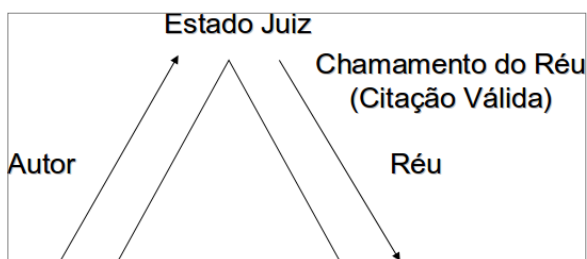 Estado Juiz
Chamamento do Réu
(Citação Válida)
Autor
Réu